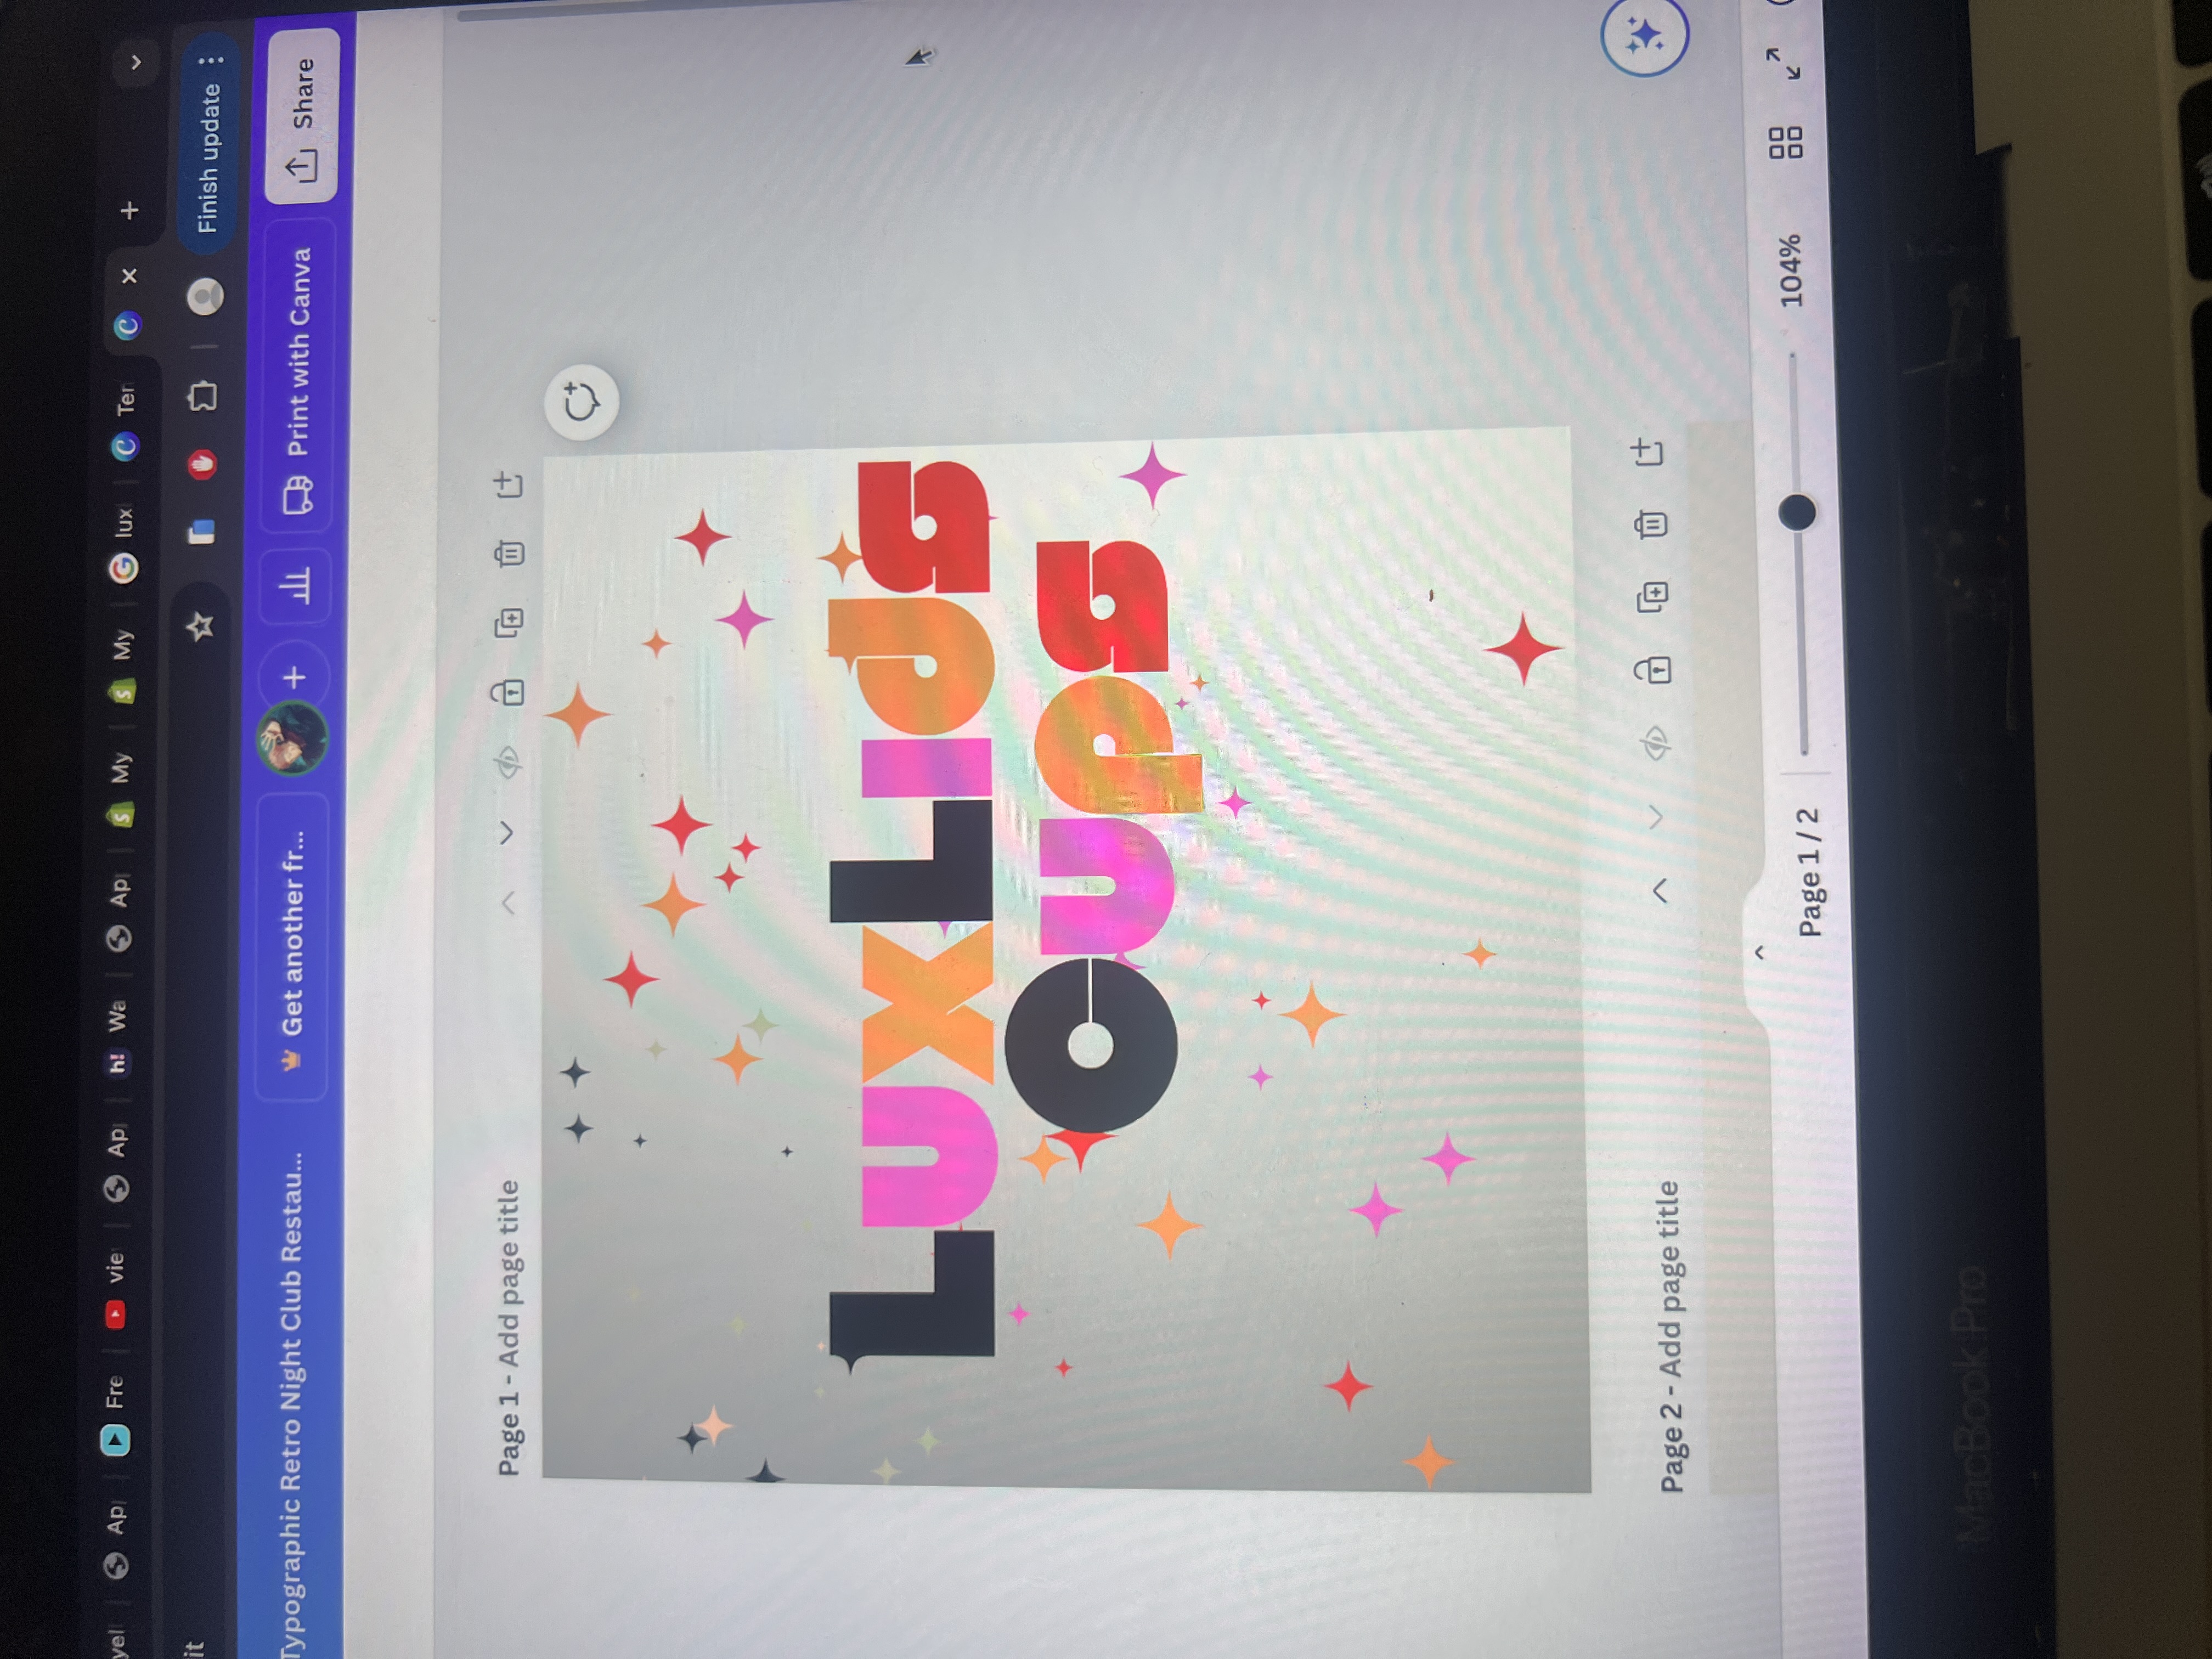 yel Ap Fre vie Ap h! Wa Ap My My lux Ter
it
Finish update
Typographic Retro Night Club Restau...
Get another fr...
Print with Canva
Share
Page 1 - Add page title
LuxLids
Cups
Page 2 - Add page title
Page 1 / 2
104%
MacBook Pro